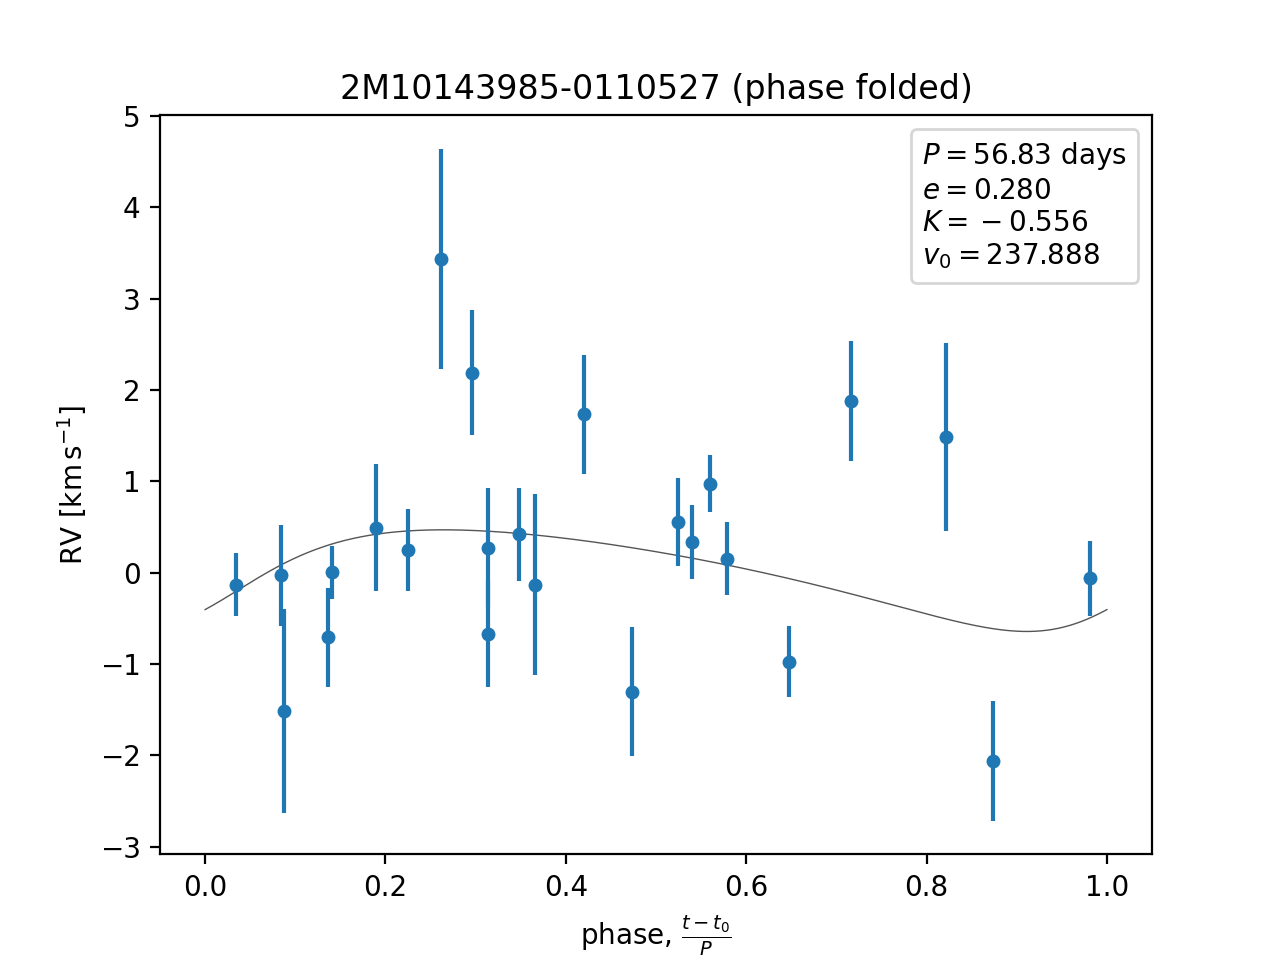 2M10143985-0110527 (phase folded)
P = 56.83 days
e = 0.280
K = −0.556
v₀ = 237.888
5
4
3
2
1
0
−1
−2
−3
RV [km s⁻¹]
0.0 0.2 0.4 0.6 0.8 1.0
phase, (t − t₀)/P